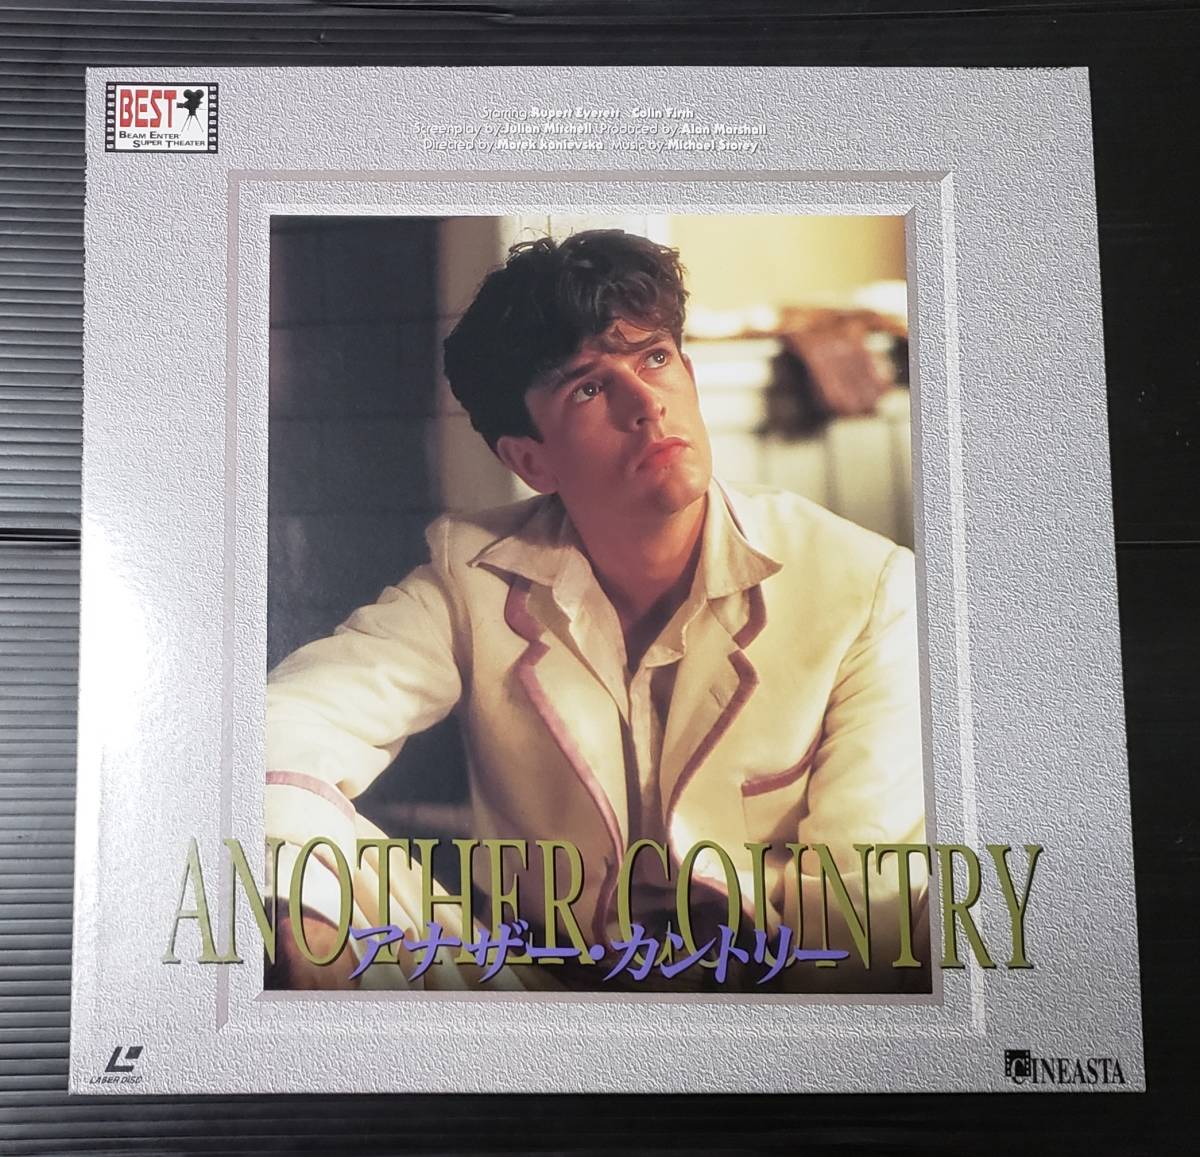 BEST
BEAM ENTER'
SUPER THEATER
Starring: Rupert Everett Colin Firth
Screenplay by: Julian Mitchell Produced by: Alan Marshall
Directed by: Marek Kanievska Music by: Michael Storey
ANOTHER COUNTRY
アナザー・カントリー
LASER DISC
CINEASTA